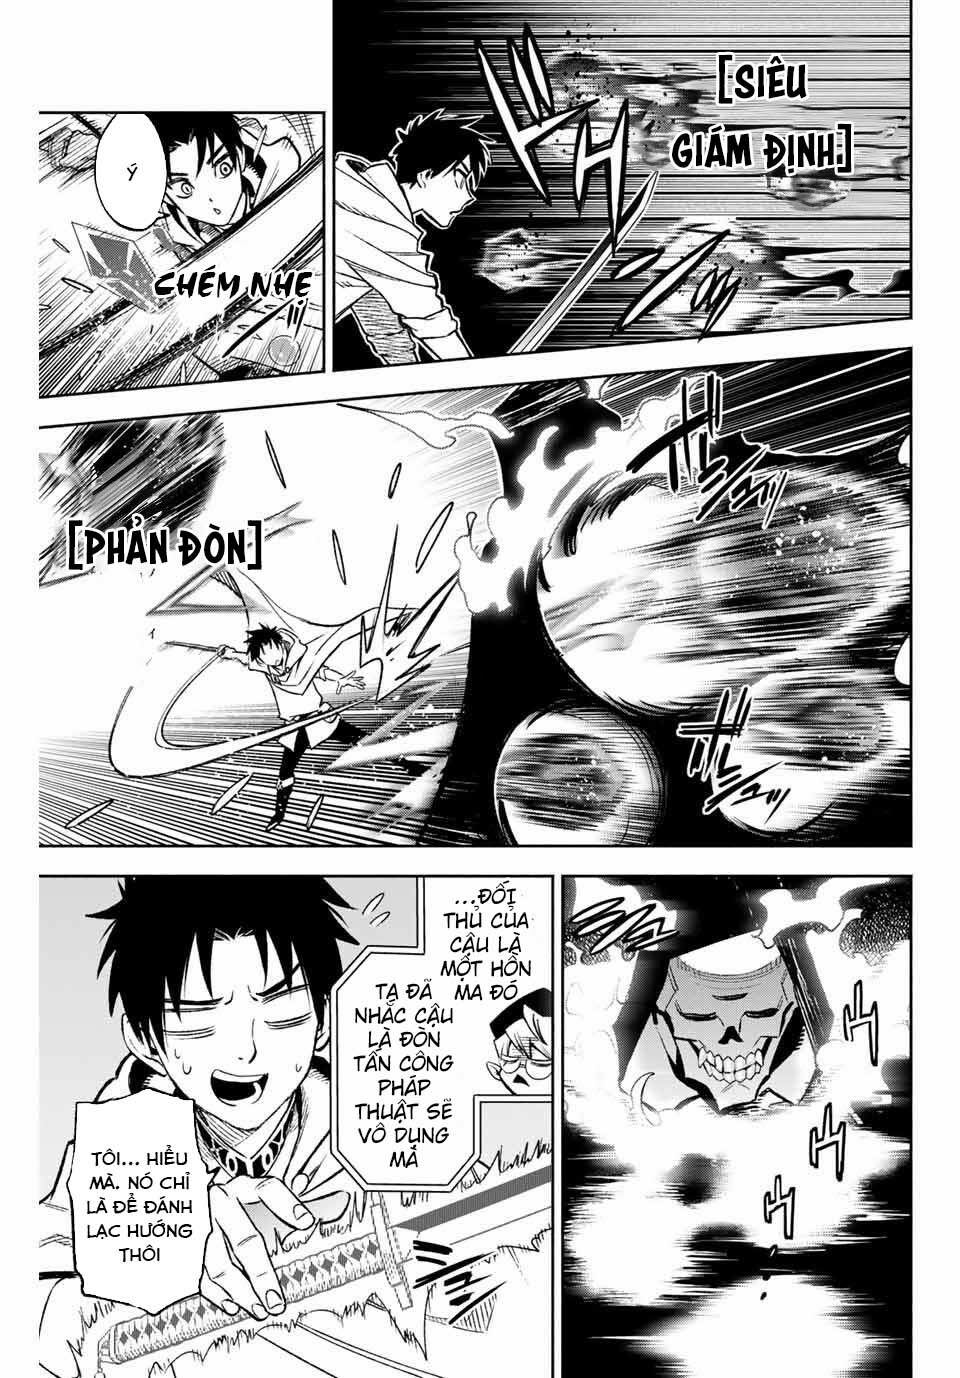 [SIÊU
GIÁM ĐỊNH]
Ý
CHÉM NHẸ
[PHẢN ĐÒN]
...ĐỐI
THỦ CỦA
CẬU LÀ
MỘT HỒN
MA ĐÓ
TA ĐÃ
NHẮC CẬU
LÀ ĐÒN
TẤN CÔNG
PHÁP
THUẬT SẼ
VÔ DỤNG
MÀ
TÔI... HIỂU
MÀ. NÓ CHỈ
LÀ ĐỂ ĐÁNH
LẠC HƯỚNG
THÔI